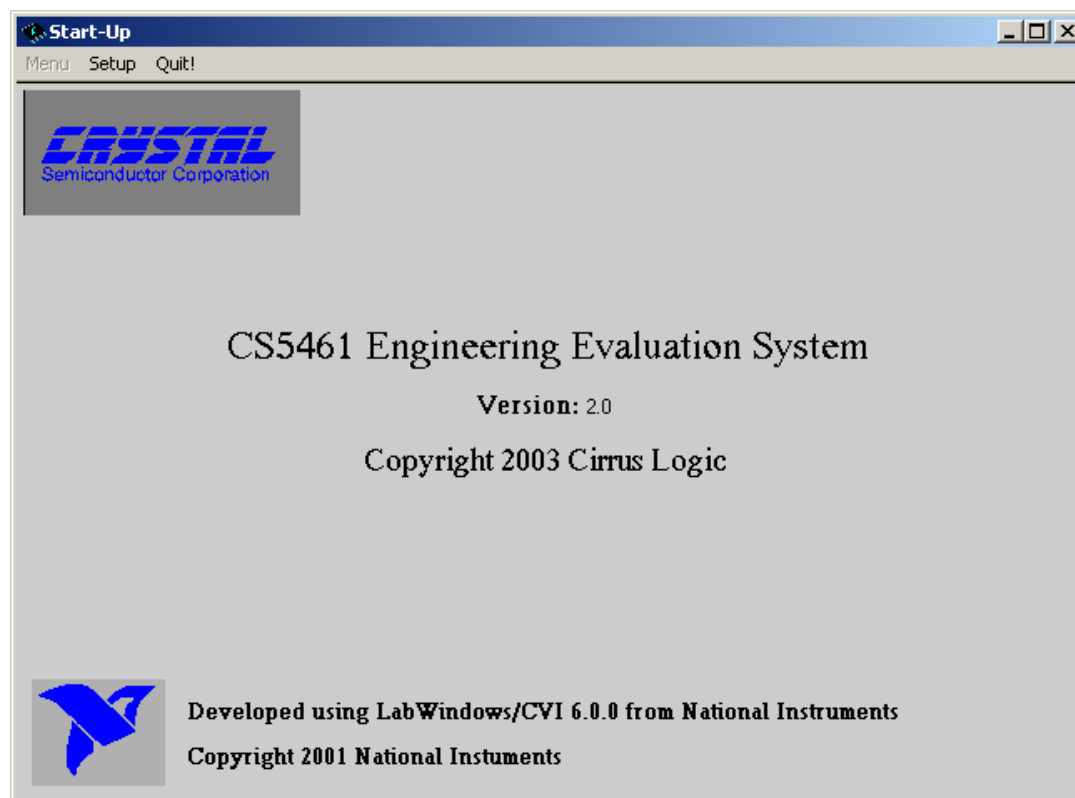 Start-Up
Menu Setup Quit!
CRYSTAL
Semiconductor Corporation
CS5461 Engineering Evaluation System
Version: 2.0
Copyright 2003 Cirrus Logic
Developed using LabWindows/CVI 6.0.0 from National Instruments
Copyright 2001 National Instuments